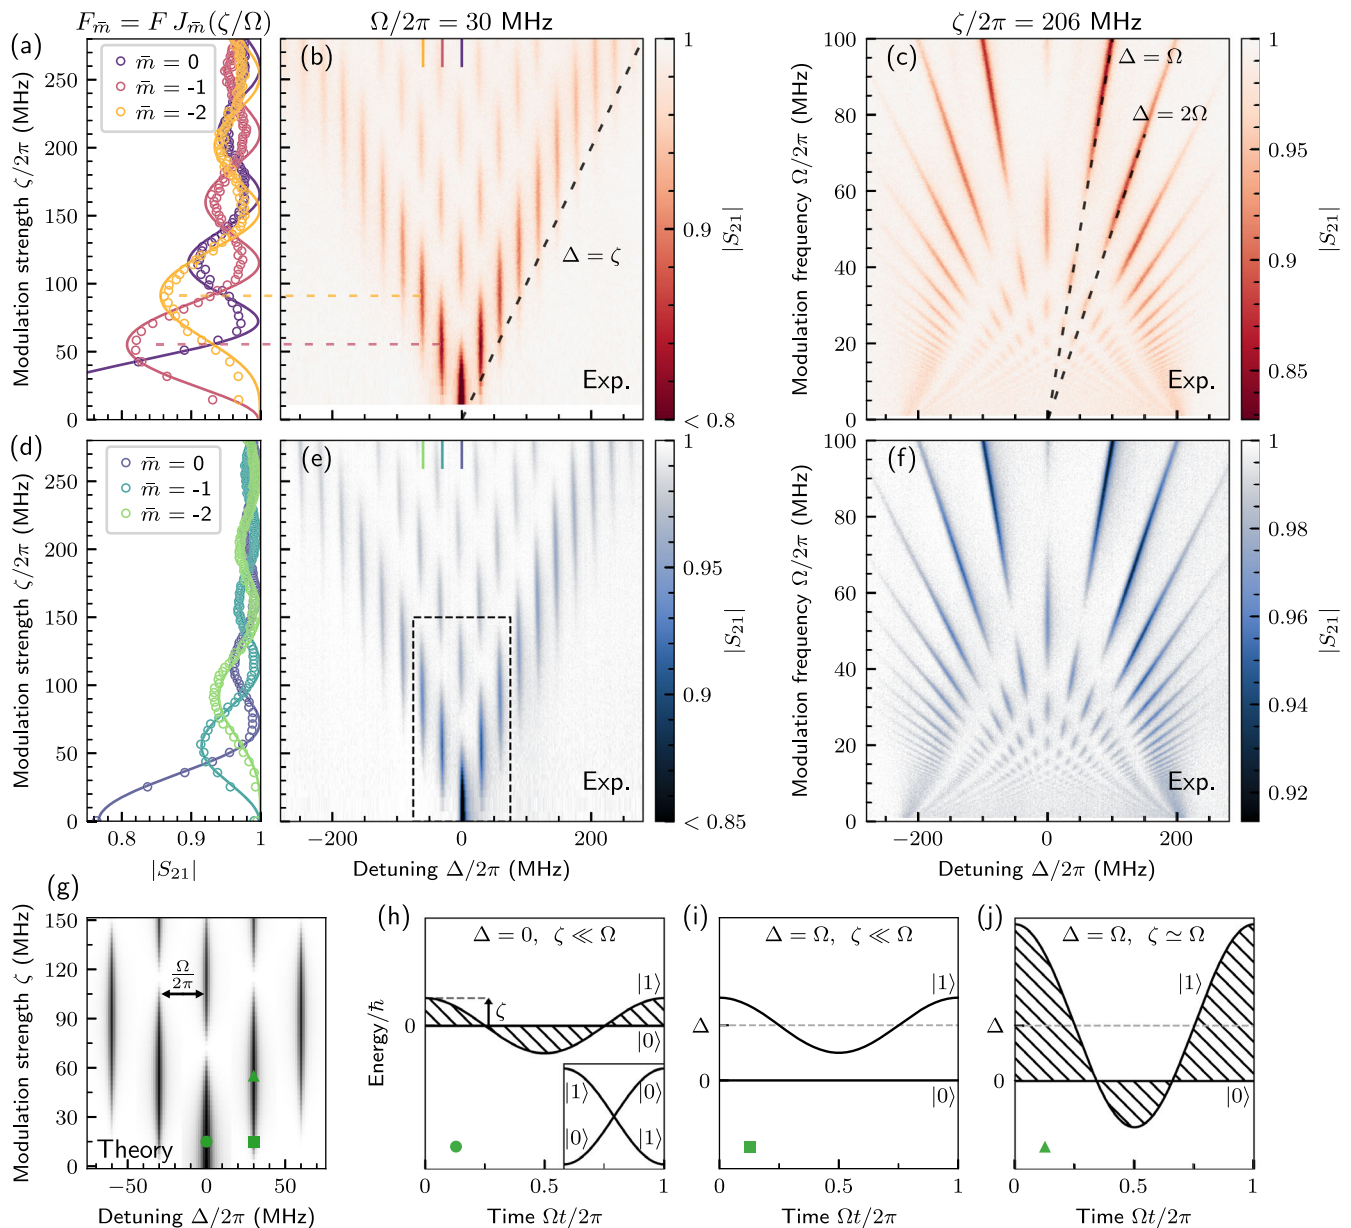 F_m̄ = F J_m̄(ζ/Ω)
Ω/2π = 30 MHz
ζ/2π = 206 MHz
(a)
m̄ = 0
m̄ = -1
m̄ = -2
Modulation strength ζ/2π (MHz)
0
50
100
150
200
250
(b)
Δ = ζ
Exp.
1
0.9
< 0.8
|S21|
(c)
Δ = Ω
Δ = 2Ω
Exp.
Modulation frequency Ω/2π (MHz)
0
20
40
60
80
100
1
0.95
0.9
0.85
|S21|
(d)
m̄ = 0
m̄ = -1
m̄ = -2
Modulation strength ζ/2π (MHz)
0
50
100
150
200
250
0.8
0.9
1
|S21|
(e)
Exp.
−200
0
200
Detuning Δ/2π (MHz)
1
0.95
0.9
< 0.85
|S21|
(f)
Exp.
Modulation frequency Ω/2π (MHz)
0
20
40
60
80
100
−200
0
200
Detuning Δ/2π (MHz)
1
0.98
0.96
0.94
0.92
|S21|
(g)
Modulation strength ζ (MHz)
0
30
60
90
120
150
Ω/2π
Theory
−50
0
50
Detuning Δ/2π (MHz)
(h)
Δ = 0, ζ ≪ Ω
Energy/ħ
0
ζ
|1⟩
|0⟩
|1⟩
|0⟩
|0⟩
|1⟩
0
0.5
1
Time Ωt/2π
(i)
Δ = Ω, ζ ≪ Ω
|1⟩
Δ
0
|0⟩
0
0.5
1
Time Ωt/2π
(j)
Δ = Ω, ζ ≃ Ω
|1⟩
Δ
0
|0⟩
0
0.5
1
Time Ωt/2π